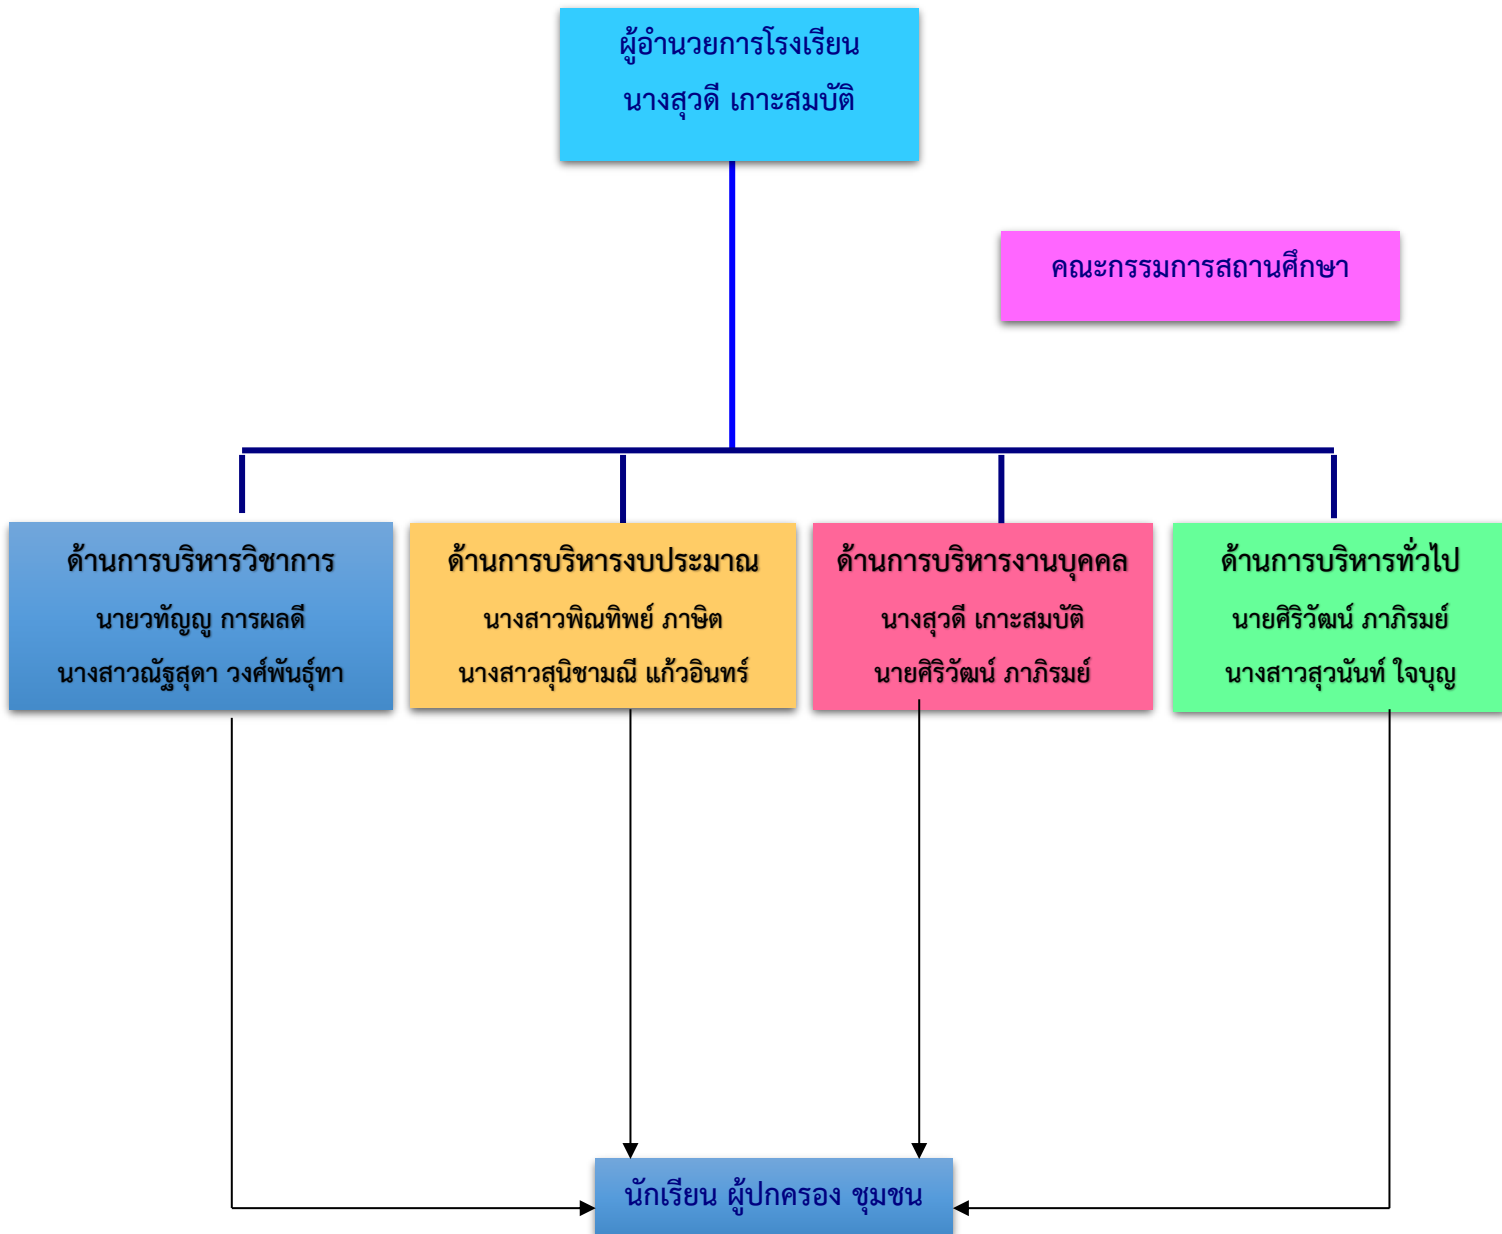 ผู้อำนวยการโรงเรียน
นางสุวดี เกาะสมบัติ
คณะกรรมการสถานศึกษา
ด้านการบริหารวิชาการ
นายวทัญญู การผลดี
นางสาวณัฐสุดา วงศ์พันธุ์ทา
ด้านการบริหารงบประมาณ
นางสาวพิณทิพย์ ภาษิต
นางสาวสุนิชามณี แก้วอินทร์
ด้านการบริหารงานบุคคล
นางสุวดี เกาะสมบัติ
นายศิริวัฒน์ ภาภิรมย์
ด้านการบริหารทั่วไป
นายศิริวัฒน์ ภาภิรมย์
นางสาวสุวนันท์ ใจบุญ
นักเรียน ผู้ปกครอง ชุมชน